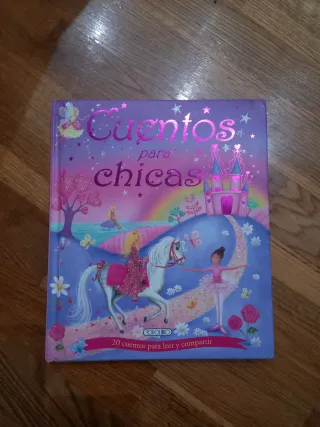 Cuentos
para
chicas
20 cuentos para leer y compartir